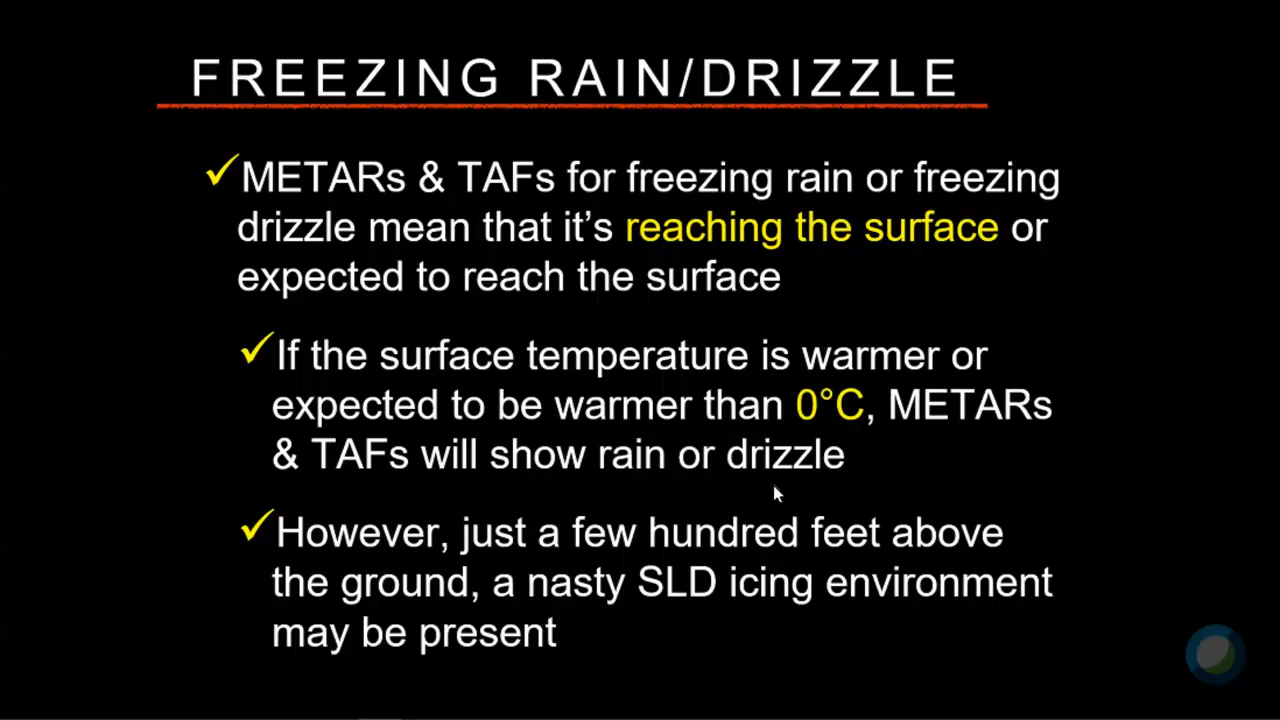 FREEZING RAIN/DRIZZLE
✓METARs & TAFs for freezing rain or freezing
drizzle mean that it’s reaching the surface or
expected to reach the surface
✓If the surface temperature is warmer or
expected to be warmer than 0°C, METARs
& TAFs will show rain or drizzle
✓However, just a few hundred feet above
the ground, a nasty SLD icing environment
may be present